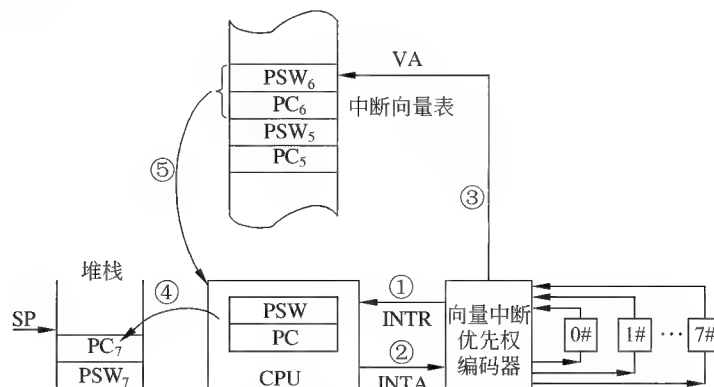 VA
PSW₆
PC₆
中断向量表
PSW₅
PC₅
⑤
③
堆栈
④
①
SP
PSW
INTR
向量中断
优先权
编码器
0#
1#
…
7#
PC₇
PC
②
PSW₇
CPU
INTA